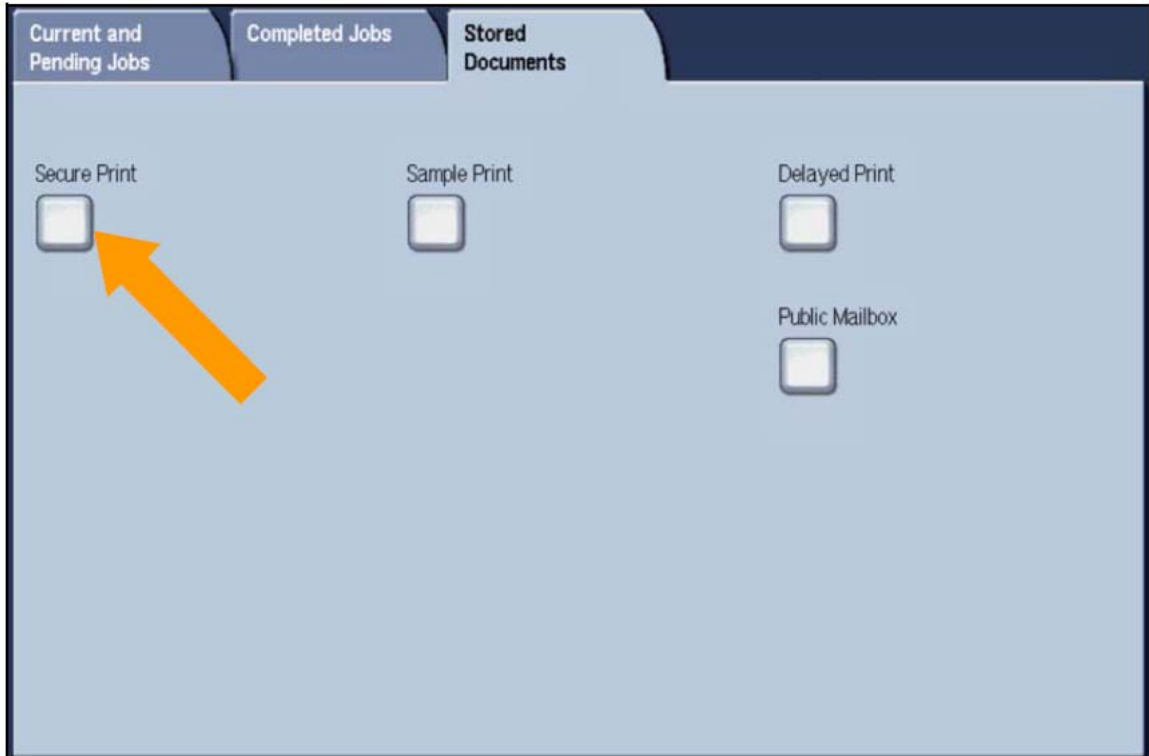 Current and
Pending Jobs
Completed Jobs
Stored
Documents
Secure Print
Sample Print
Delayed Print
Public Mailbox